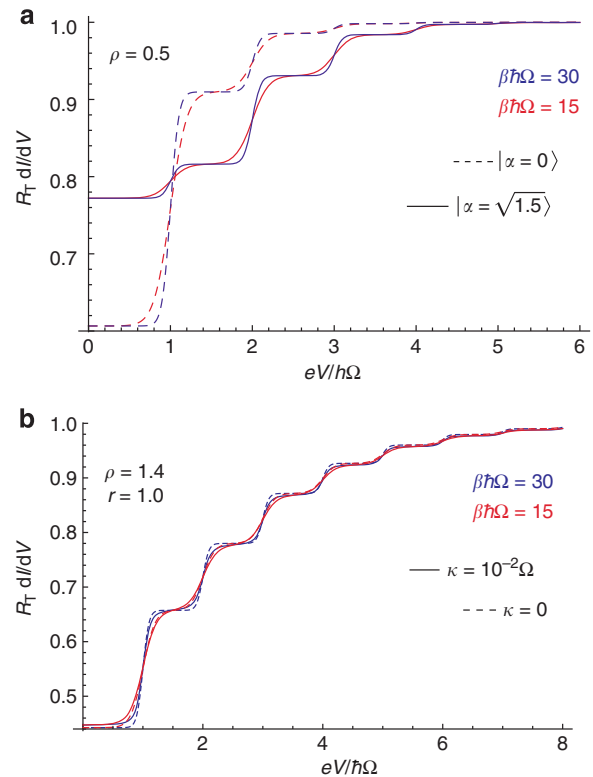 a
1.0
0.9
0.8
0.7
R_T dI/dV
ρ = 0.5
βℏΩ = 30
βℏΩ = 15
|α = 0⟩
|α = √1.5⟩
0 1 2 3 4 5 6
eV/hΩ
b
1.0
0.9
0.8
0.7
0.6
0.5
R_T dI/dV
ρ = 1.4
r = 1.0
βℏΩ = 30
βℏΩ = 15
κ = 10⁻²Ω
κ = 0
2 4 6 8
eV/ℏΩ